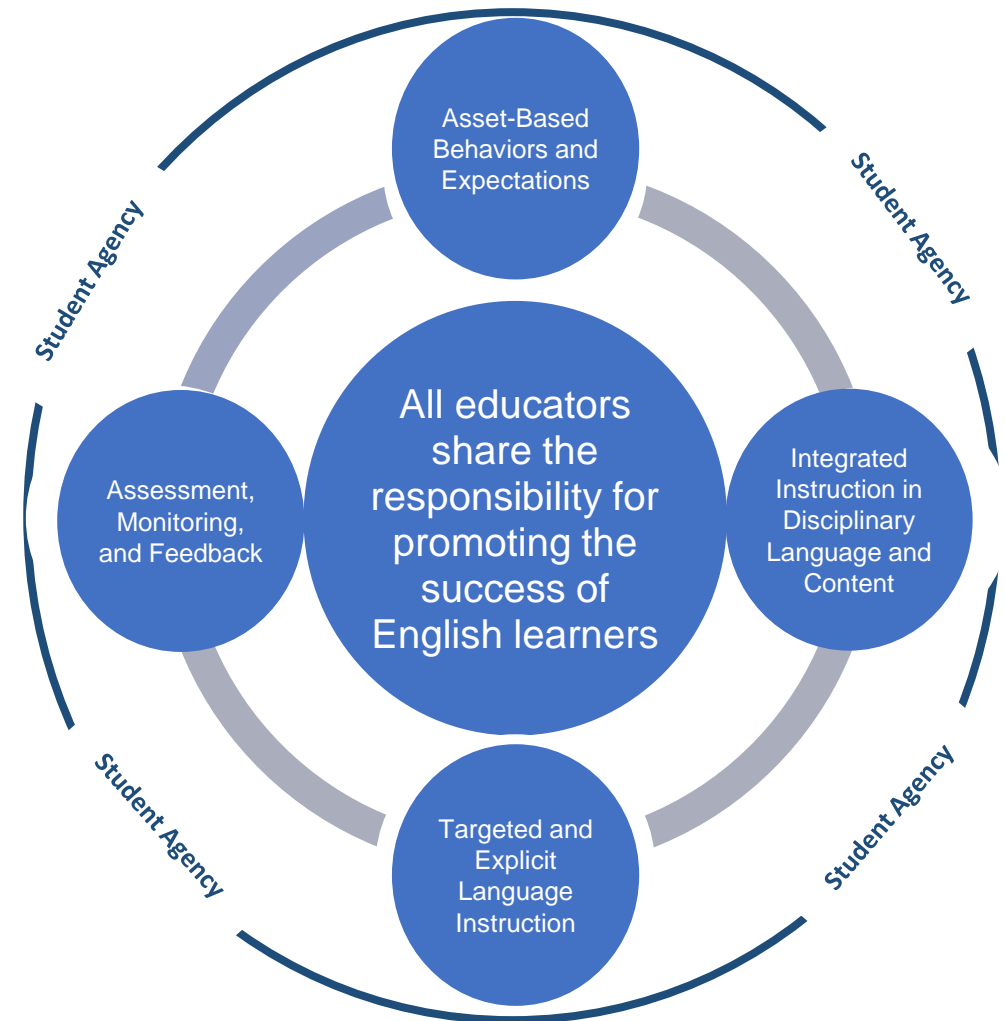 Asset-Based
Behaviors and
Expectations
Student Agency
Student Agency
All educators
share the
responsibility for
promoting the
success of
English learners
Assessment,
Monitoring,
and Feedback
Integrated
Instruction in
Disciplinary
Language and
Content
Student Agency
Student Agency
Targeted and
Explicit
Language
Instruction